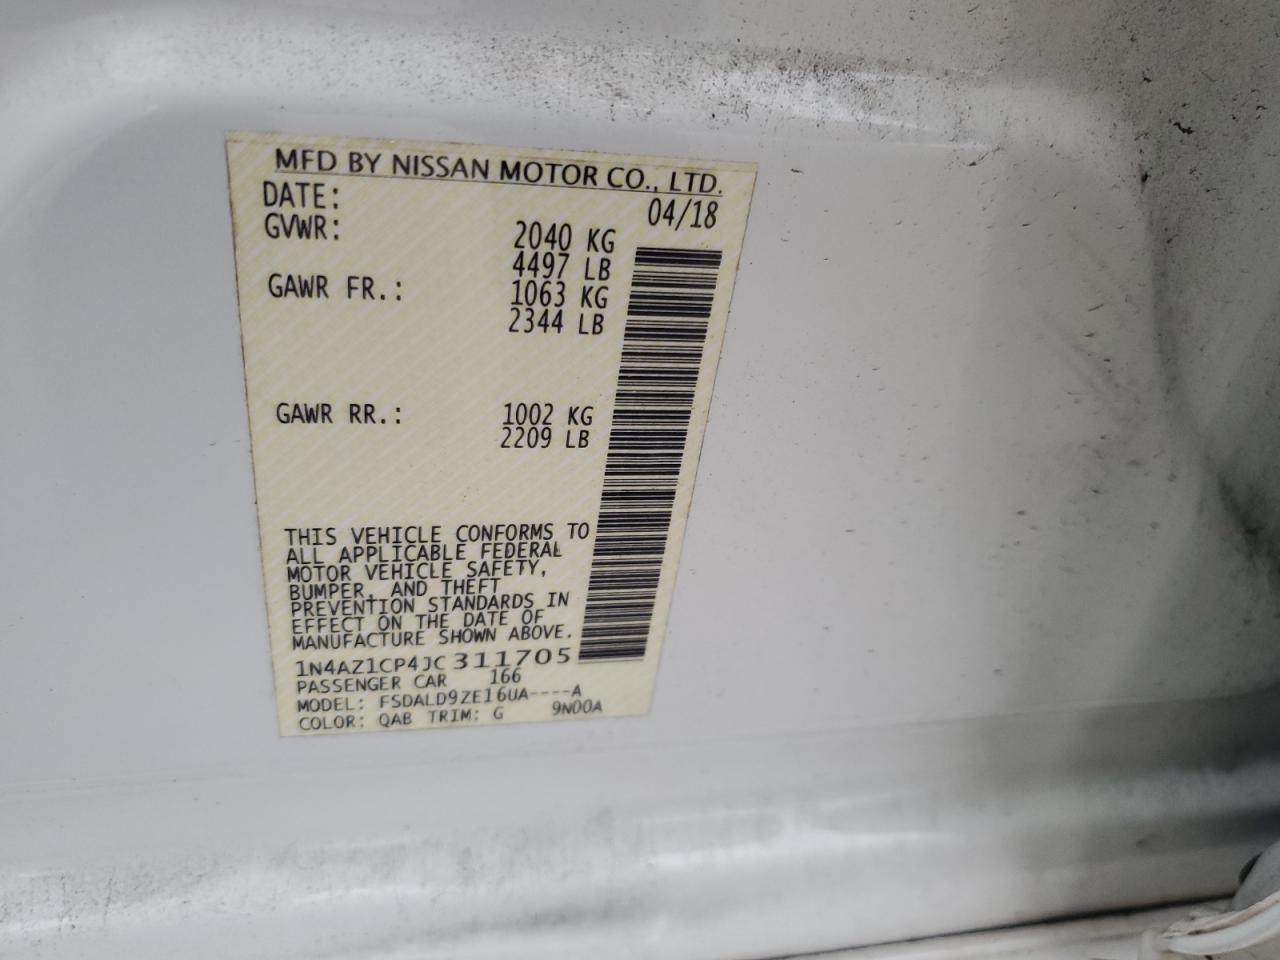 MFD BY NISSAN MOTOR CO., LTD.
DATE: 04/18
GVWR: 2040 KG
4497 LB
GAWR FR.: 1063 KG
2344 LB
GAWR RR.: 1002 KG
2209 LB
THIS VEHICLE CONFORMS TO
ALL APPLICABLE FEDERAL
MOTOR VEHICLE SAFETY,
BUMPER, AND THEFT
PREVENTION STANDARDS IN
EFFECT ON THE DATE OF
MANUFACTURE SHOWN ABOVE.
1N4AZ1CP4JC311705
PASSENGER CAR 166
MODEL: FSDALD9ZE16UA----A
COLOR: QAB TRIM: G 9N00A